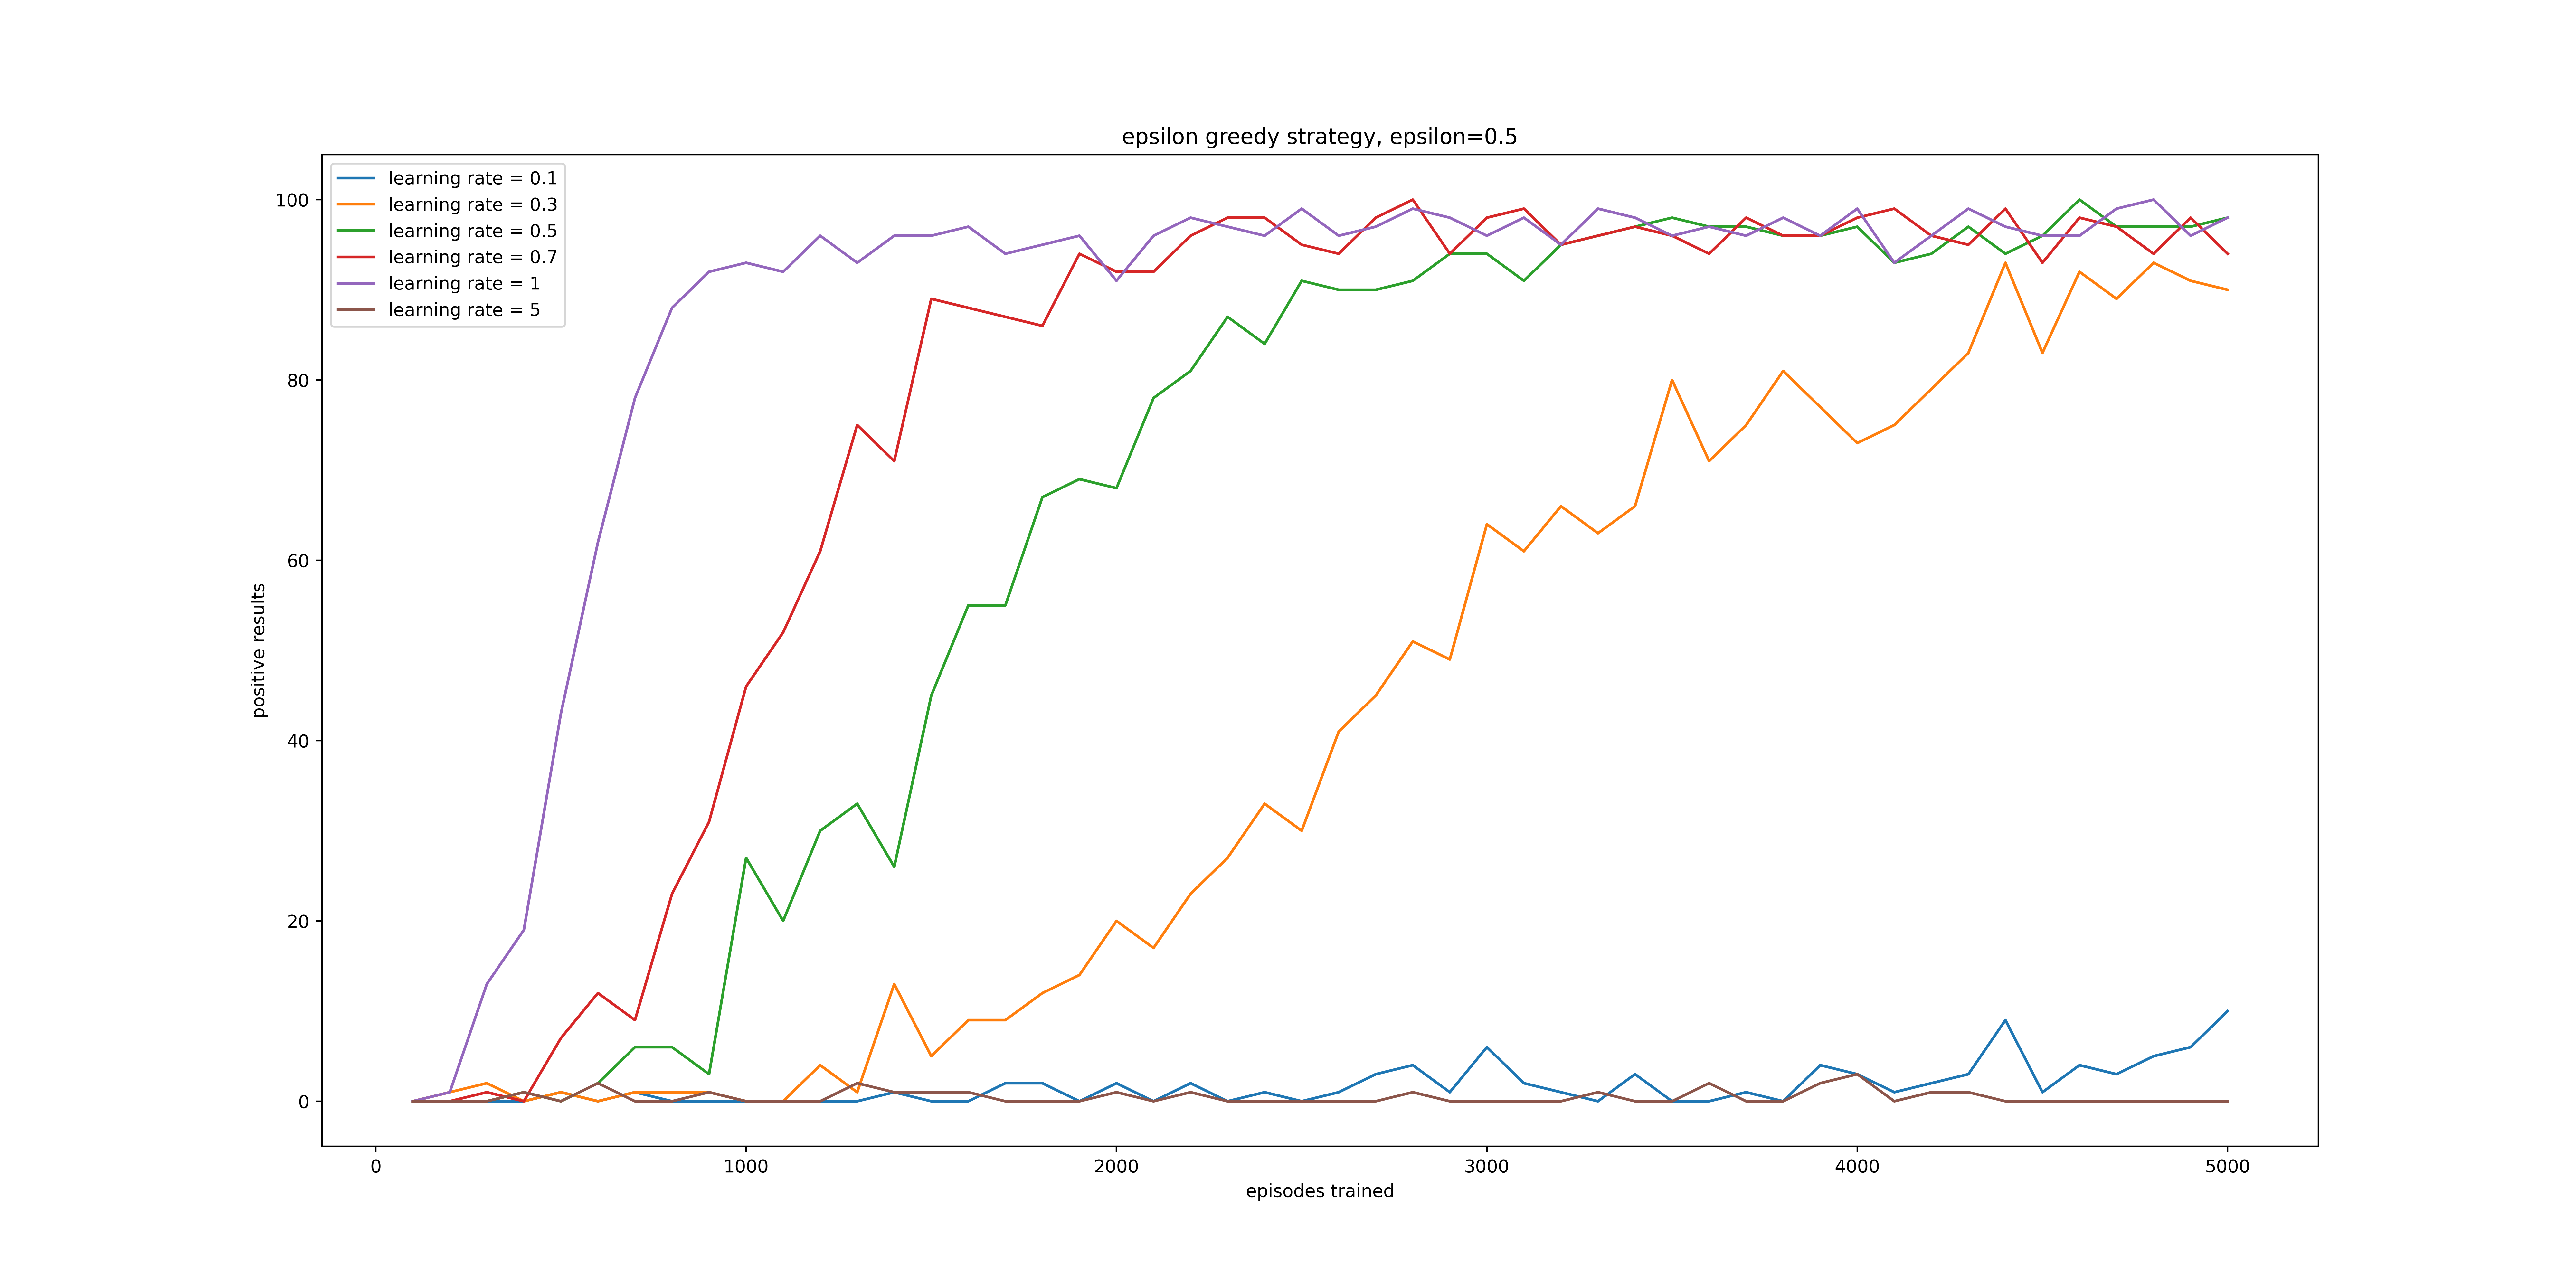 epsilon greedy strategy, epsilon=0.5
learning rate = 0.1
learning rate = 0.3
learning rate = 0.5
learning rate = 0.7
learning rate = 1
learning rate = 5
positive results
100
80
60
40
20
0
0 1000 2000 3000 4000 5000
episodes trained